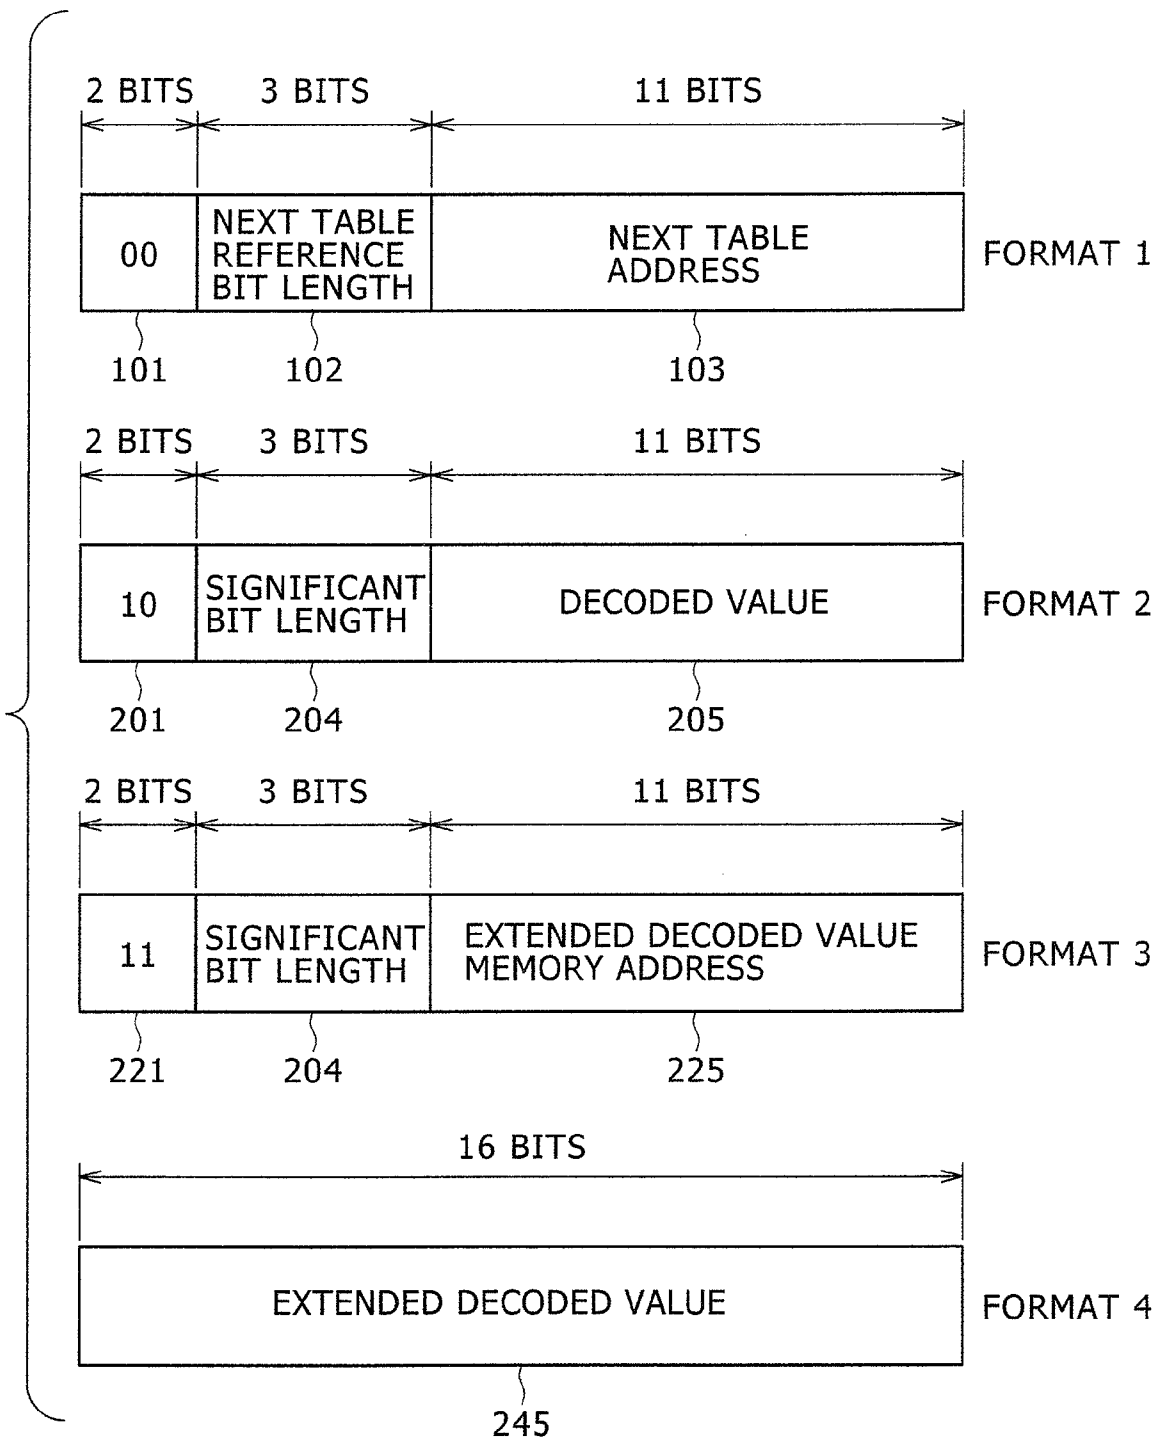 2 BITS 3 BITS 11 BITS
00
NEXT TABLE
REFERENCE
BIT LENGTH
NEXT TABLE
ADDRESS
FORMAT 1
101 102 103
2 BITS 3 BITS 11 BITS
10
SIGNIFICANT
BIT LENGTH
DECODED VALUE
FORMAT 2
201 204 205
2 BITS 3 BITS 11 BITS
11
SIGNIFICANT
BIT LENGTH
EXTENDED DECODED VALUE
MEMORY ADDRESS
FORMAT 3
221 204 225
16 BITS
EXTENDED DECODED VALUE
FORMAT 4
245